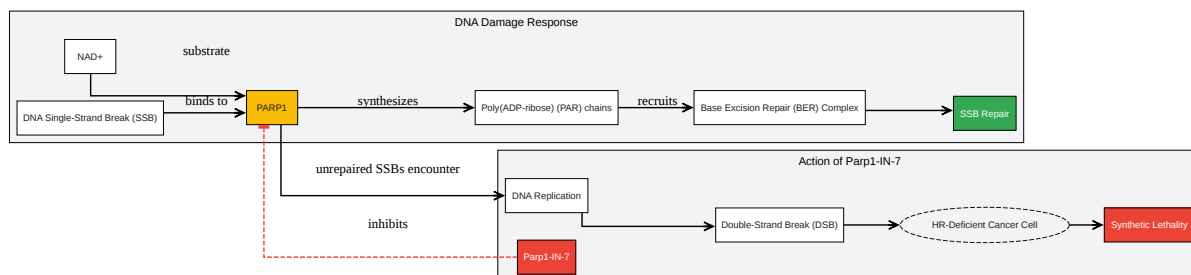 DNA Damage Response
NAD+
substrate
DNA Single-Strand Break (SSB)
binds to
PARP1
synthesizes
Poly(ADP-ribose) (PAR) chains
recruits
Base Excision Repair (BER) Complex
SSB Repair
unrepaired SSBs encounter
inhibits
Action of Parp1-IN-7
DNA Replication
Double-Strand Break (DSB)
HR-Deficient Cancer Cell
Synthetic Lethality
Parp1-IN-7